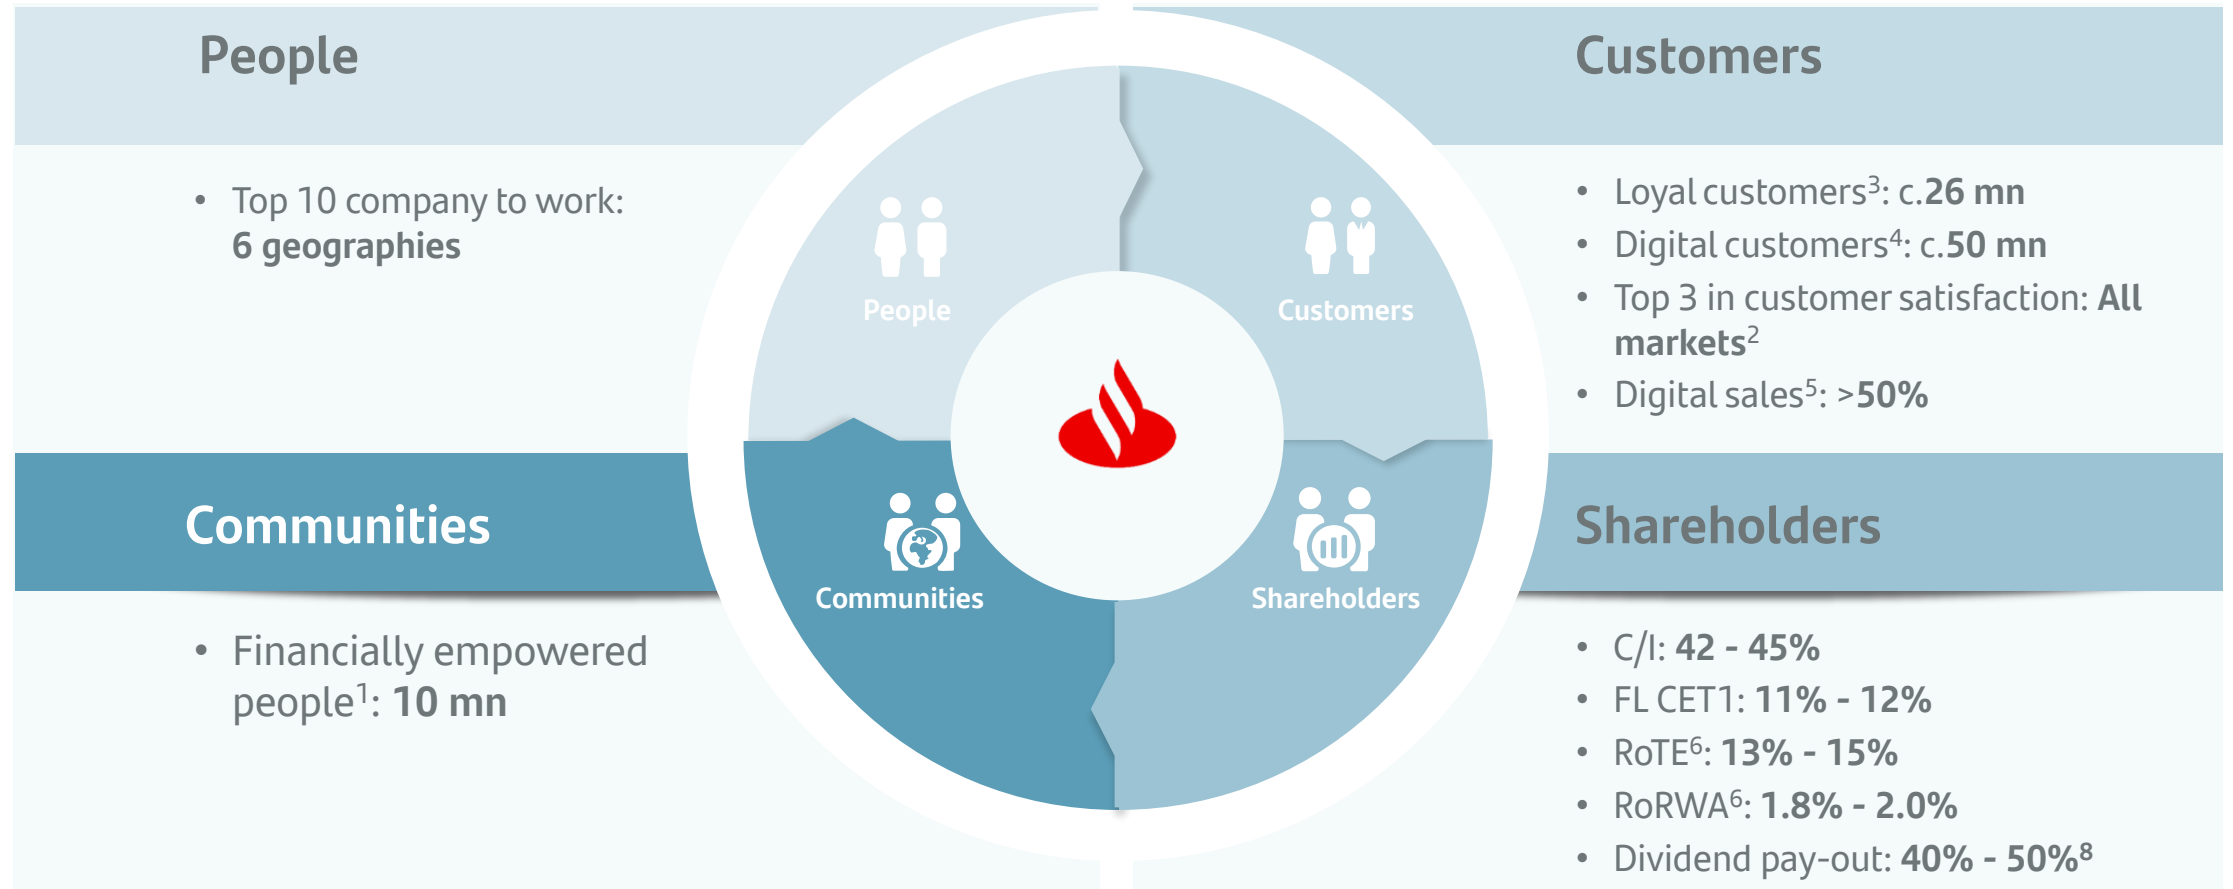 People
• Top 10 company to work:
6 geographies
Customers
• Loyal customers³: c.26 mn
• Digital customers⁴: c.50 mn
• Top 3 in customer satisfaction: All
markets²
• Digital sales⁵: >50%
People
Customers
Communities
Shareholders
Communities
• Financially empowered
people¹: 10 mn
Shareholders
• C/I: 42 - 45%
• FL CET1: 11% - 12%
• RoTE⁶: 13% - 15%
• RoRWA⁶: 1.8% - 2.0%
• Dividend pay-out: 40% - 50%⁸